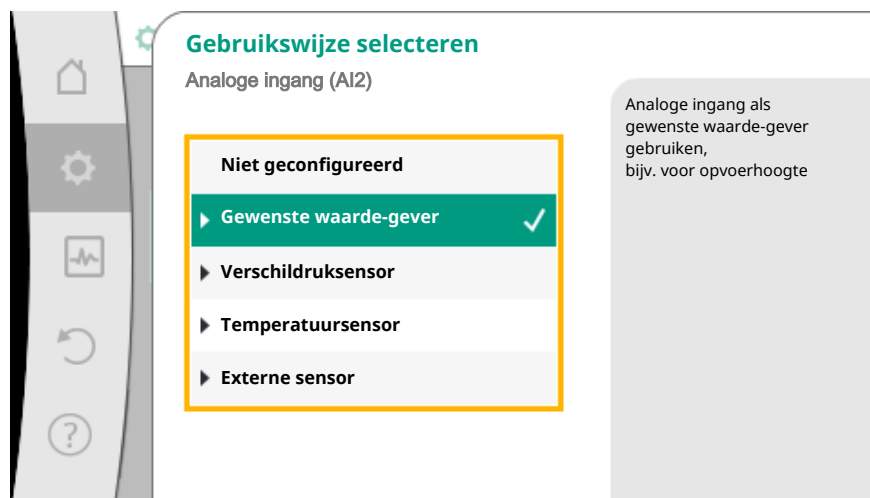 Gebruikswijze selecteren
Analoge ingang (AI2)
Niet geconfigureerd
Gewenste waarde-gever
Verschildruksensor
Temperatuursensor
Externe sensor
Analoge ingang als
gewenste waarde-gever
gebruiken,
bijv. voor opvoerhoogte
?